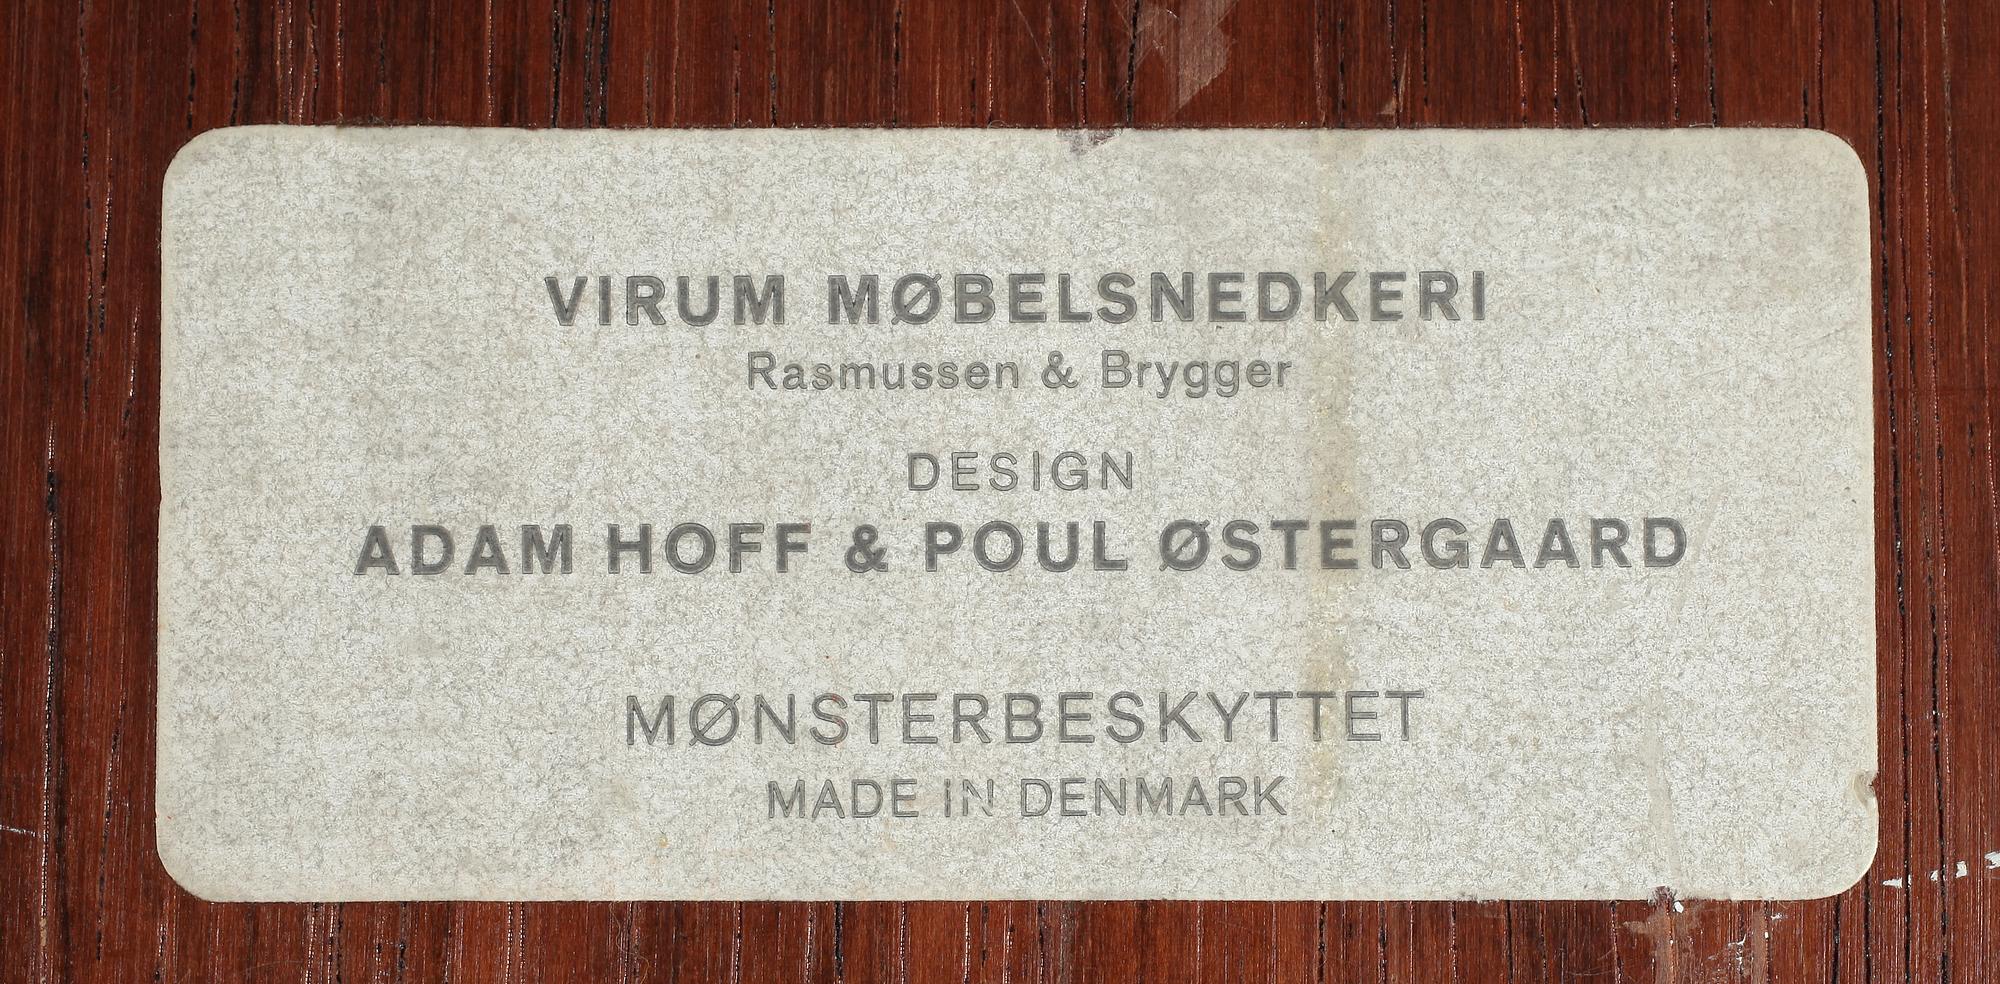 VIRUM MØBELSNEDKERI
Rasmussen & Brygger
DESIGN
ADAM HOFF & POUL ØSTERGAARD
MØNSTERBESKYTTET
MADE IN DENMARK